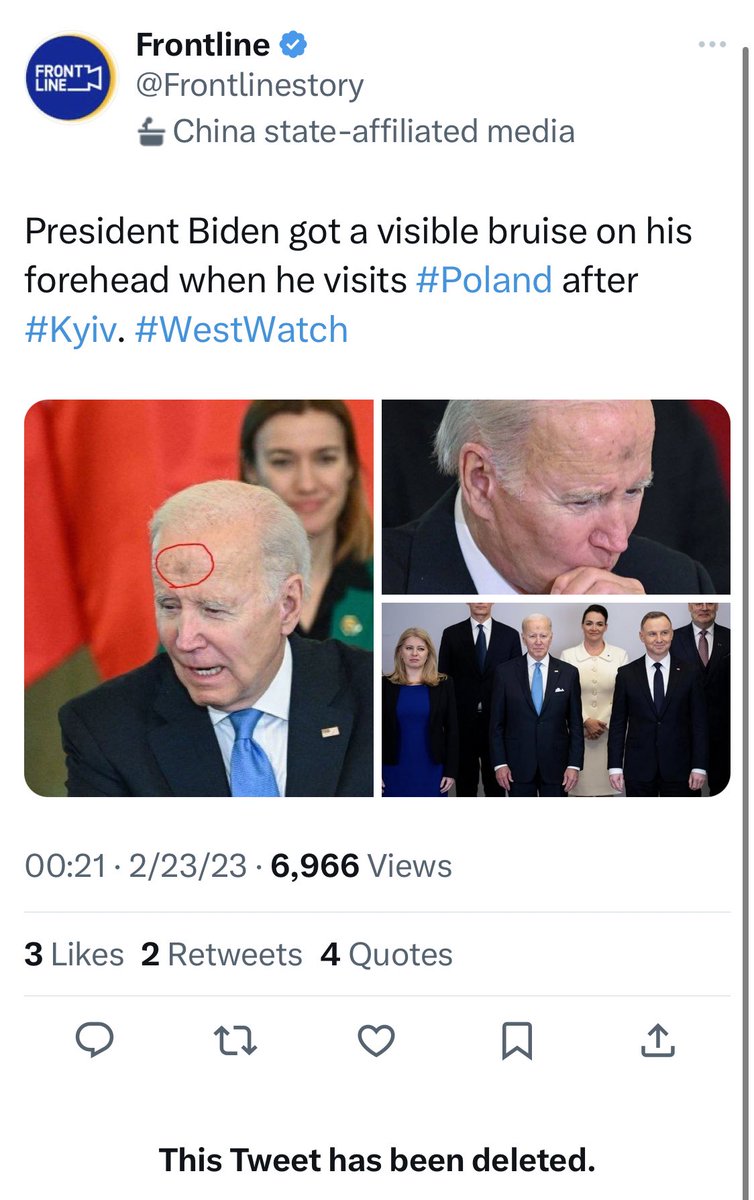 FRONT
LINE
Frontline
@Frontlinestory
China state-affiliated media
President Biden got a visible bruise on his
forehead when he visits #Poland after
#Kyiv. #WestWatch
00:21 · 2/23/23 · 6,966 Views
3 Likes 2 Retweets 4 Quotes
This Tweet has been deleted.